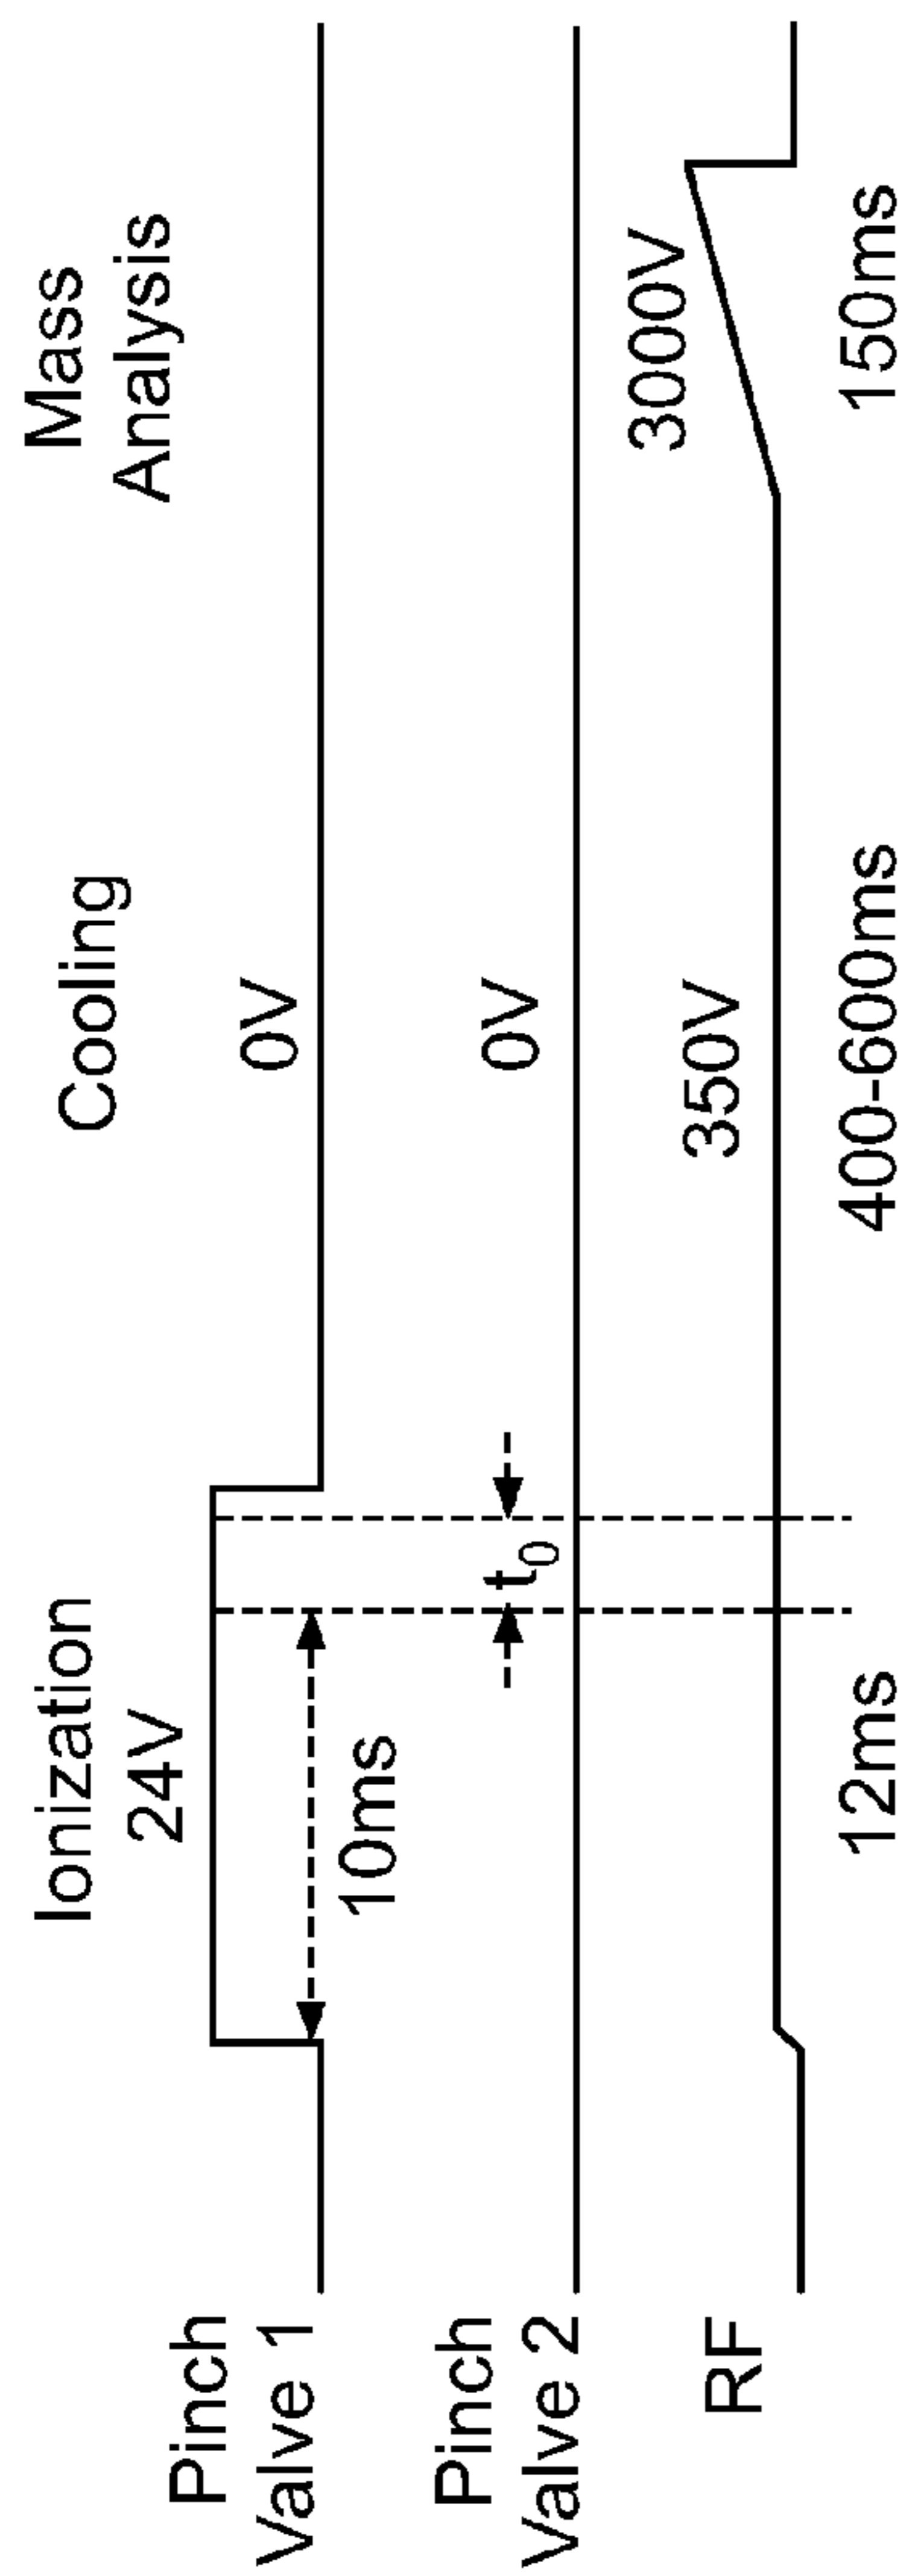 Ionization
Cooling
Mass
Analysis
Pinch
Valve 1
24V
0V
10ms
Pinch
Valve 2
t0
0V
RF
350V
3000V
12ms
400-600ms
150ms